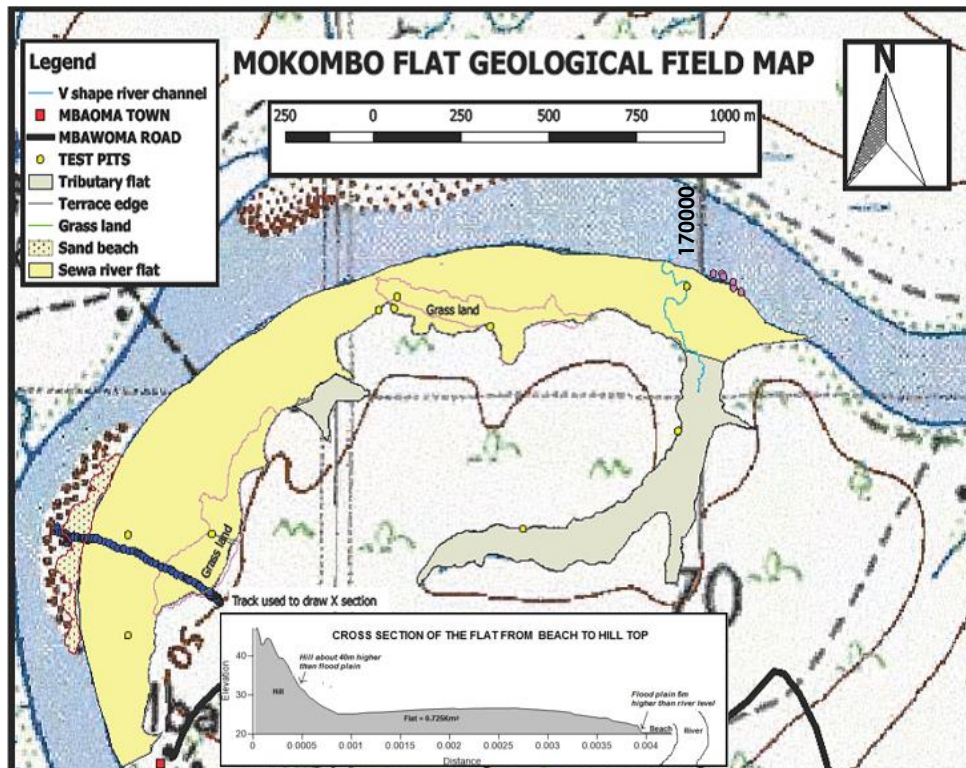 MOKOMBO FLAT GEOLOGICAL FIELD MAP
Legend
V shape river channel
MBAOMA TOWN
MBAWOMA ROAD
TEST PITS
Tributary flat
Terrace edge
Grass land
Sand beach
Sewa river flat
250 0 250 500 750 1000 m
N
170000
Grass land
Grass land
Track used to draw X section
70
50
CROSS SECTION OF THE FLAT FROM BEACH TO HILL TOP
Hill about 40m higher
than flood plain
Flood plain 6m
higher than river level
Elevation
40
30
20
Hill
Flat = 0.725Km²
Beach
River
0 0.0005 0.001 0.0015 0.002 0.0025 0.003 0.0035 0.004
Distance